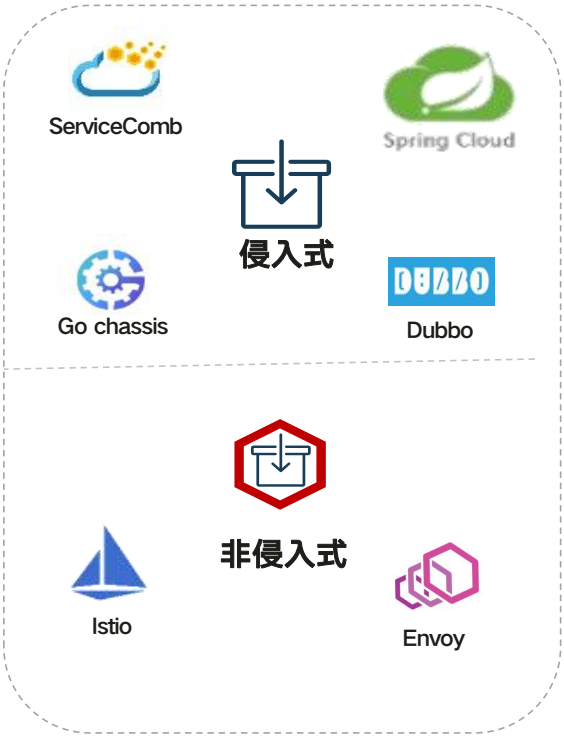 ServiceComb
Spring Cloud
侵入式
Go chassis
DUBBO
Dubbo
非侵入式
Istio
Envoy